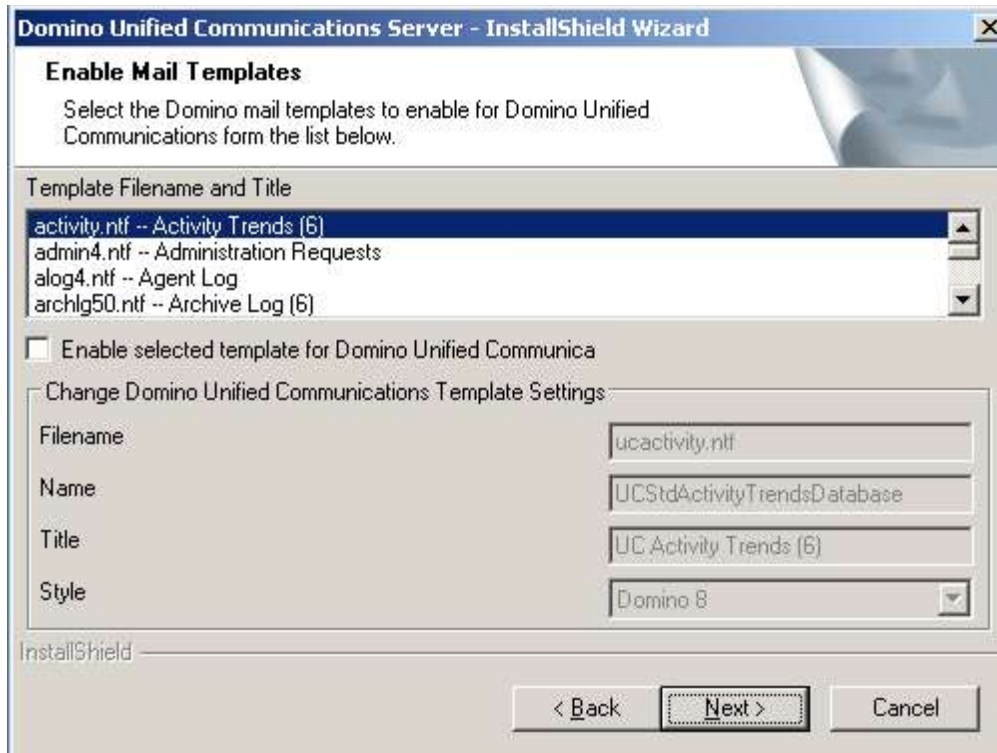 Domino Unified Communications Server - InstallShield Wizard
Enable Mail Templates
Select the Domino mail templates to enable for Domino Unified
Communications form the list below.
Template Filename and Title
activity.ntf -- Activity Trends (6)
admin4.ntf -- Administration Requests
alog4.ntf -- Agent Log
archlg50.ntf -- Archive Log (6)
Enable selected template for Domino Unified Communica
Change Domino Unified Communications Template Settings
Filename
ucactivity.ntf
Name
UCStdActivityTrendsDatabase
Title
UC Activity Trends (6)
Style
Domino 8
InstallShield
< Back
Next >
Cancel